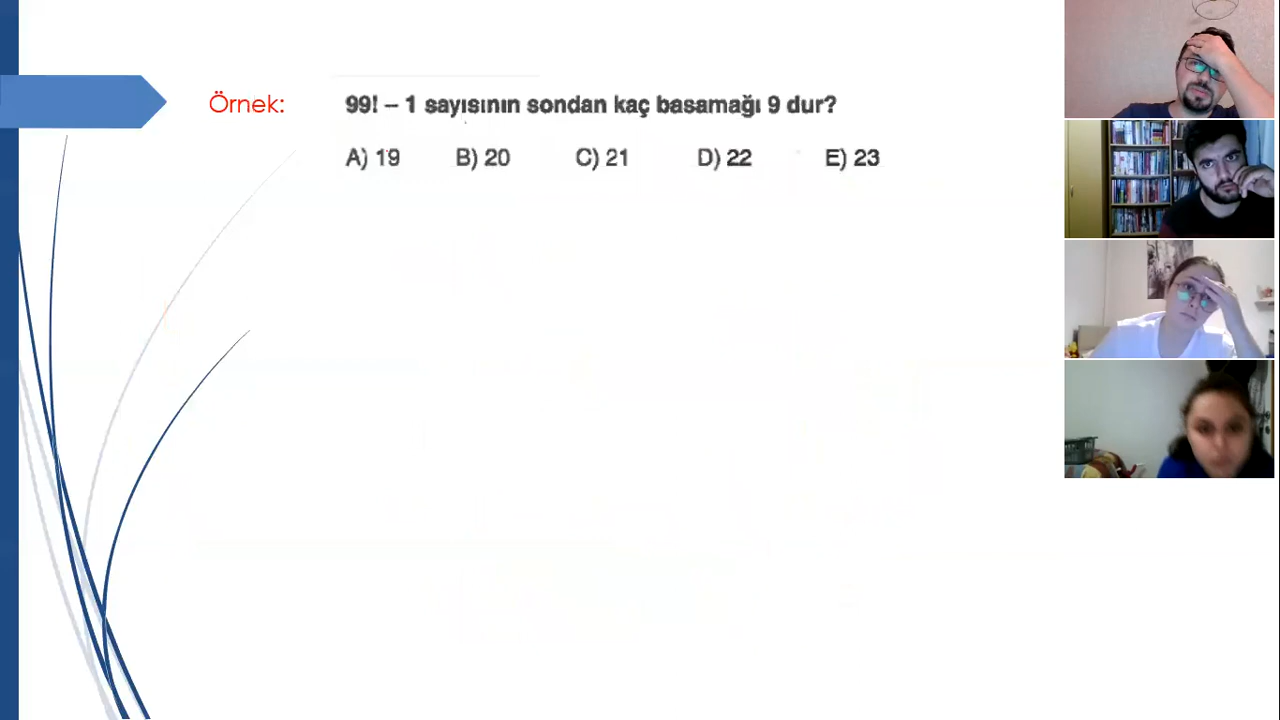 Örnek:
99! – 1 sayısının sondan kaç basamağı 9 dur?
A) 19 B) 20 C) 21 D) 22 E) 23